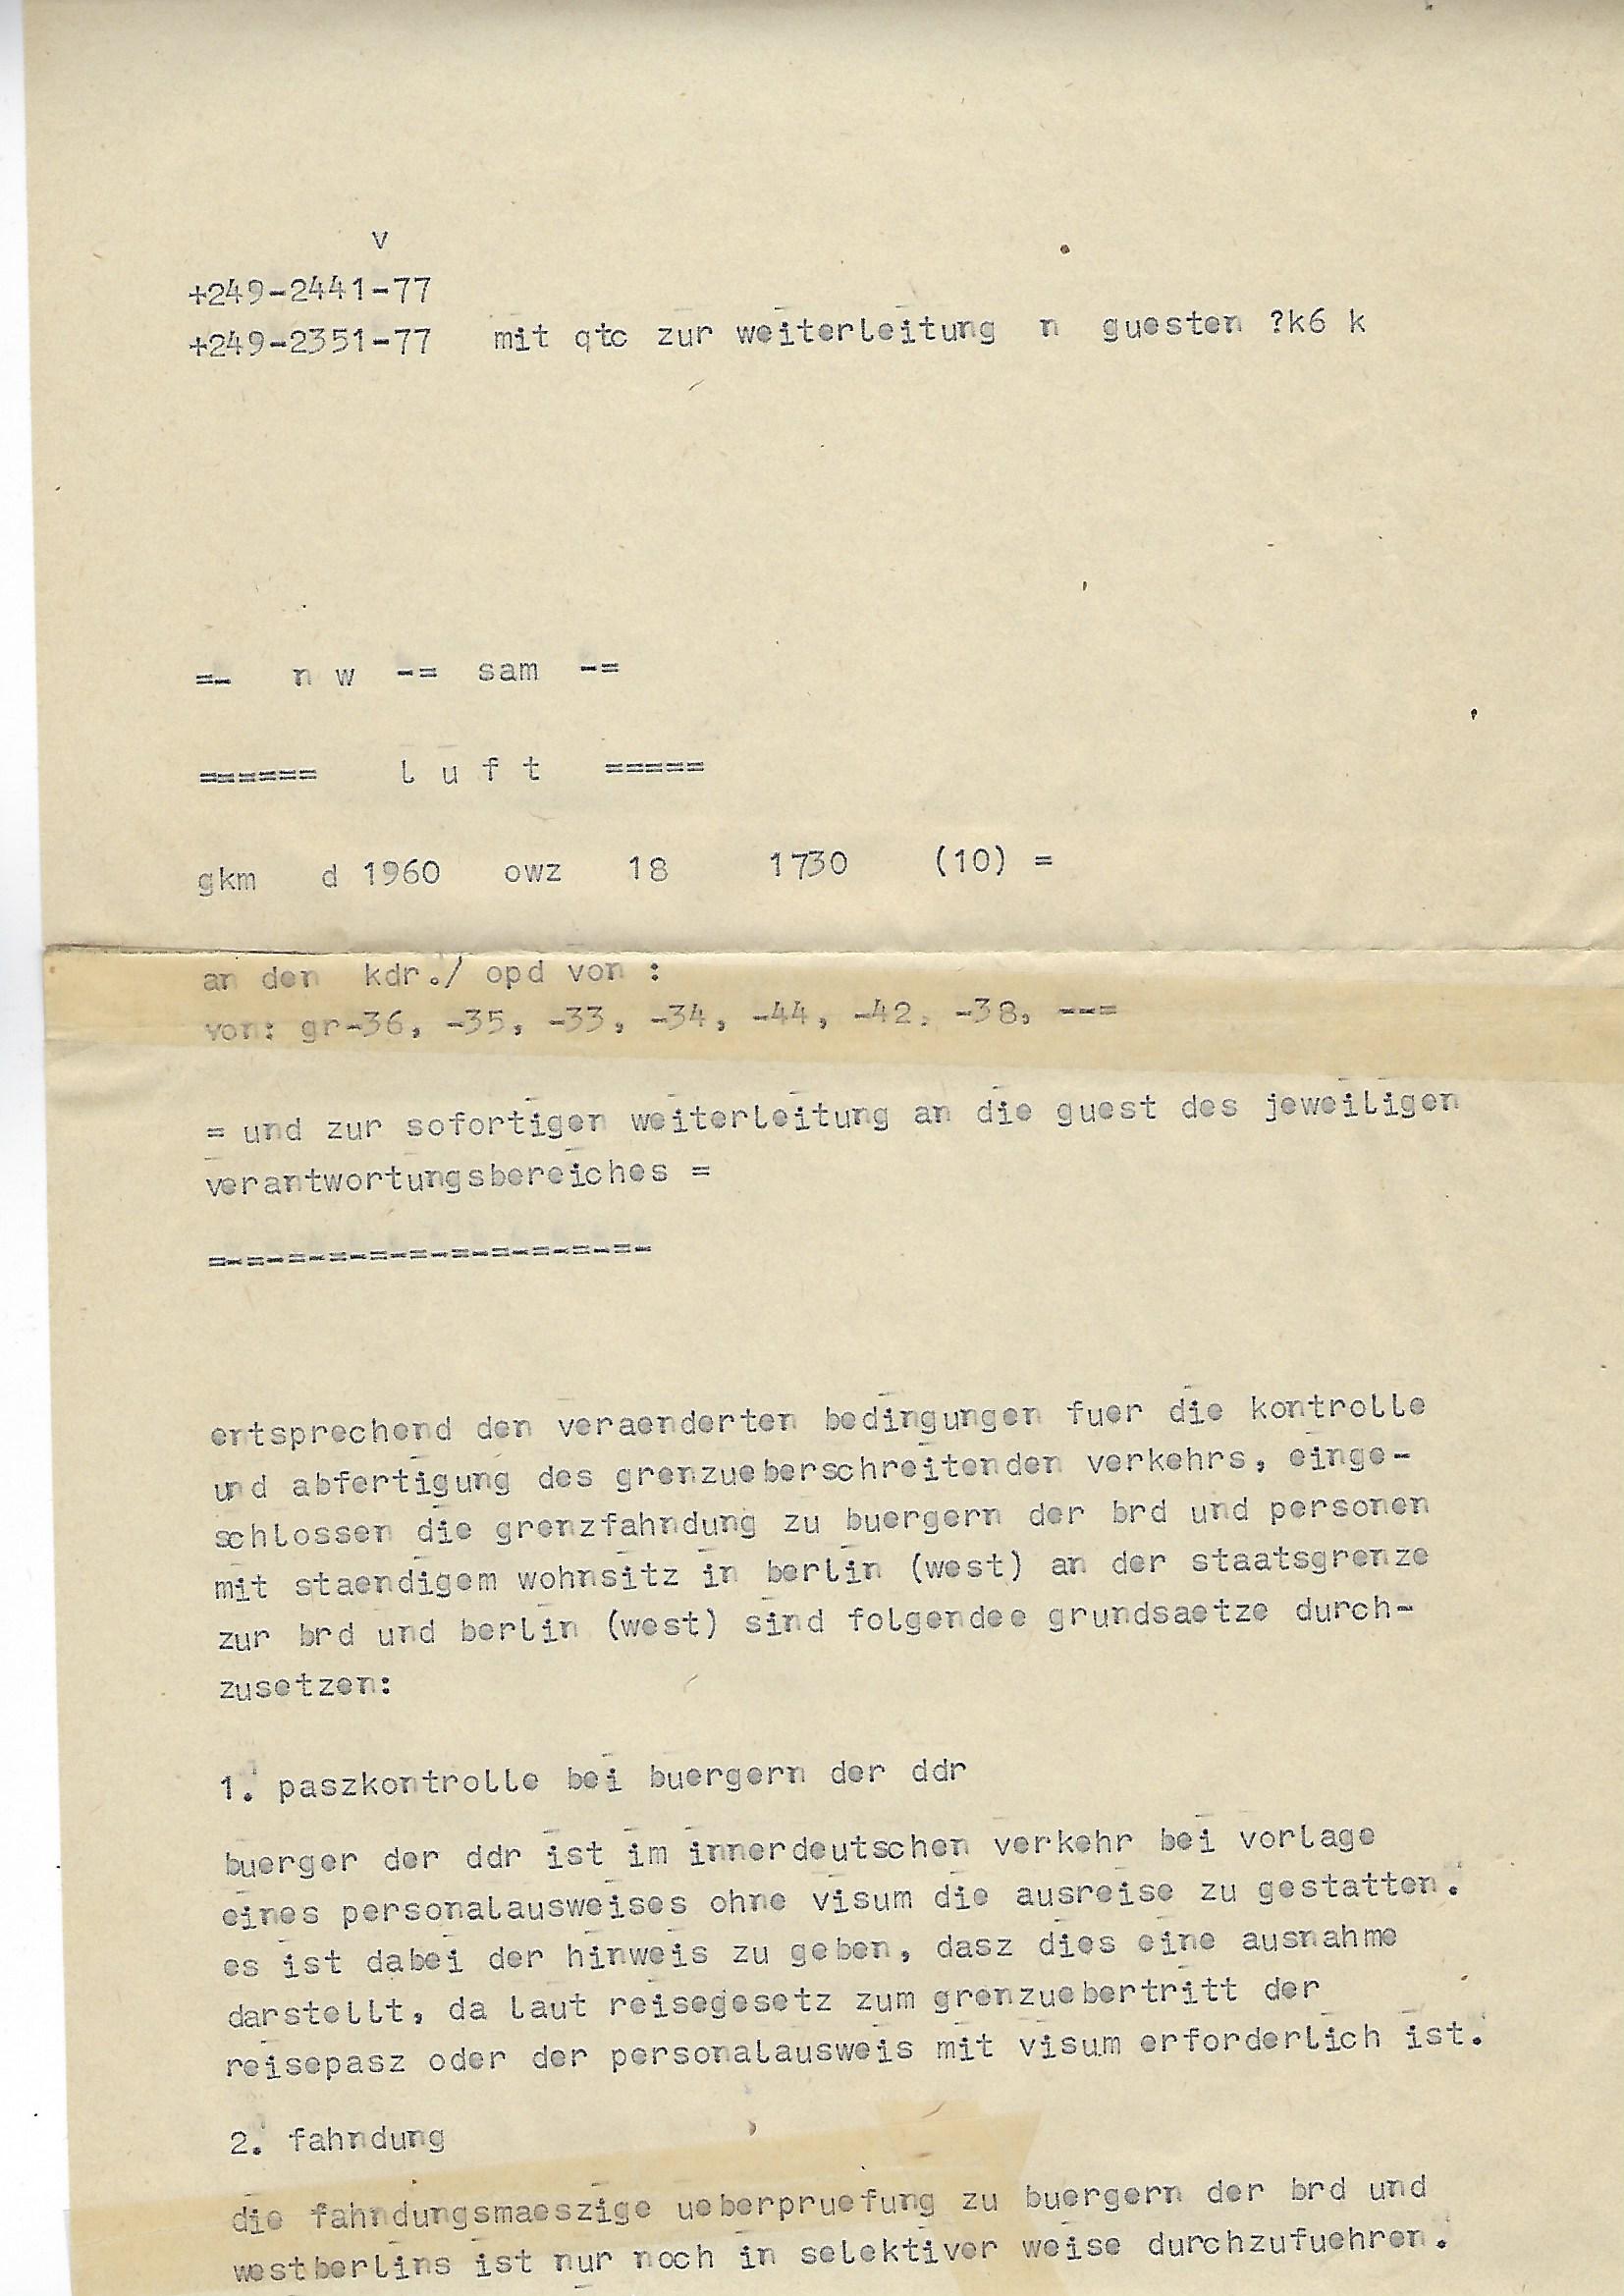 v
+249-2441-77
+249-2351-77 mit qtc zur weiterleitung n guesten ?k6 k
=- n w -= sam -=
====== l u f t =====
gkm d 1960 owz 18 1730 (10) =
an den kdr./ opd von :
von: gr-36, -35, -33, -34, -44, -42, -38, --=
= und zur sofortigen weiterleitung an die guest des jeweiligen
verantwortungsbereiches =
=-=-=-=-=-=-=-=-=-=-=-
entsprechend den veraenderten bedingungen fuer die kontrolle
und abfertigung des grenzueberschreitenden verkehrs, einge-
schlossen die grenzfahndung zu buergern der brd und personen
mit staendigem wohnsitz in berlin (west) an der staatsgrenze
zur brd und berlin (west) sind folgendee grundsaetze durch-
zusetzen:
1. paszkontrolle bei buergern der ddr
buerger der ddr ist im innerdeutschen verkehr bei vorlage
eines personalausweises ohne visum die ausreise zu gestatten.
es ist dabei der hinweis zu geben, dasz dies eine ausnahme
darstellt, da laut reisegesetz zum grenzuebertritt der
reisepasz oder der personalausweis mit visum erforderlich ist.
2. fahndung
die fahndungsmaeszige ueberpruefung zu buergern der brd und
westberlins ist nur noch in selektiver weise durchzufuehren.